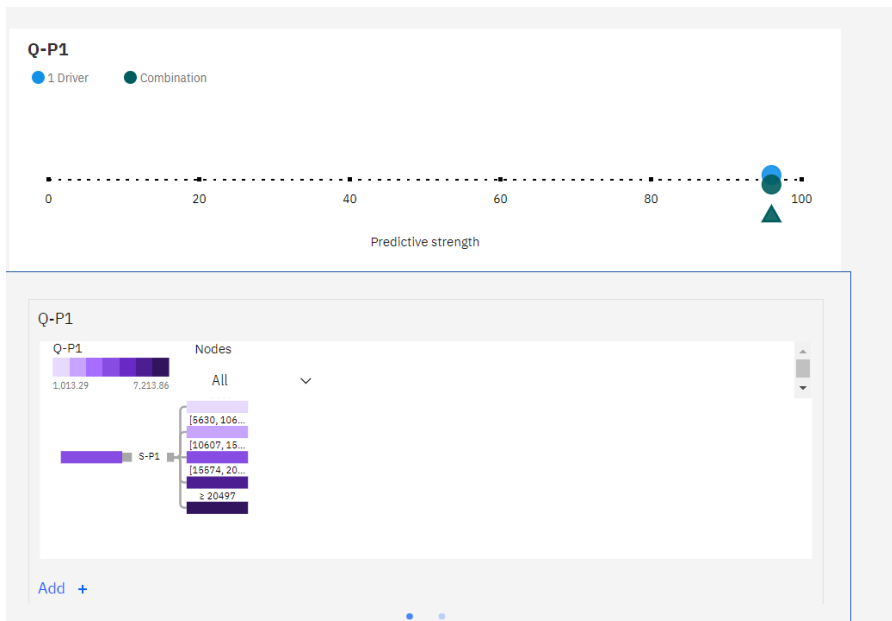 Q-P1
1 Driver Combination
0 20 40 60 80 100
Predictive strength
Q-P1
Q-P1 Nodes
All
1,013.29 7,213.86
[5630, 106...
[10607, 15...
S-P1
[15574, 20...
≥ 20497
Add +